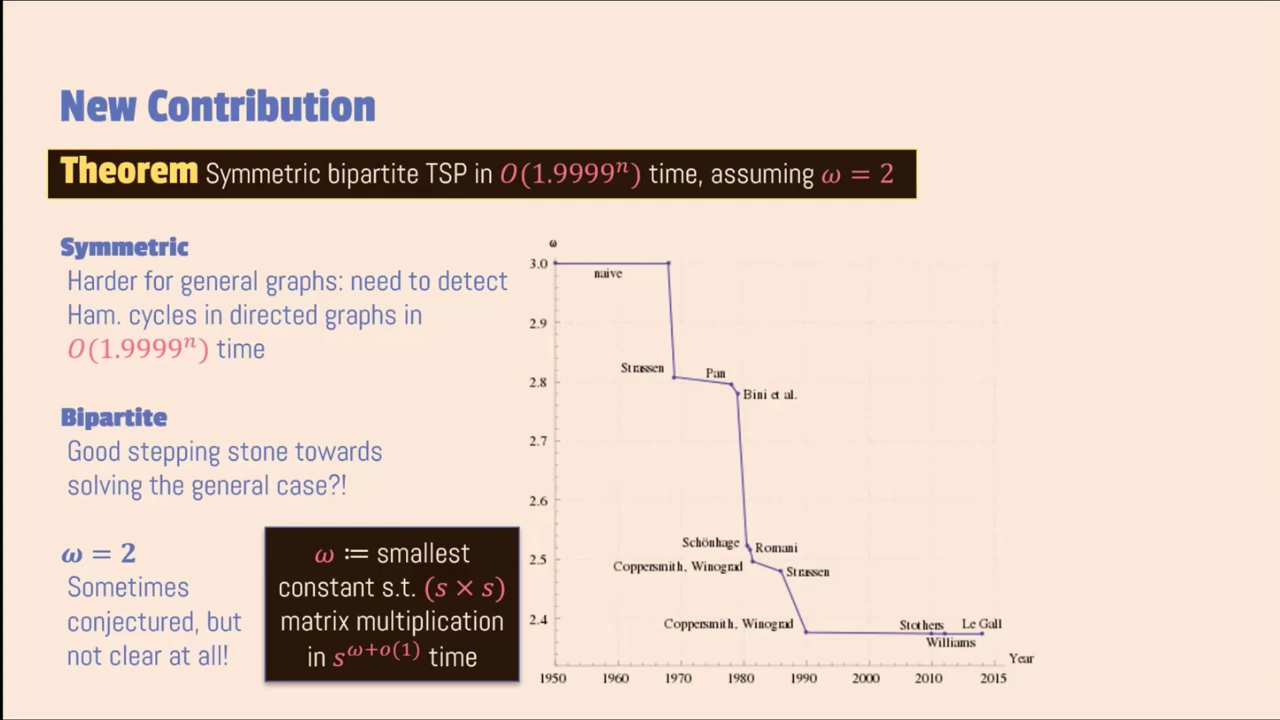 New Contribution
Theorem Symmetric bipartite TSP in O(1.9999ⁿ) time, assuming ω = 2
Symmetric
Harder for general graphs: need to detect
Ham. cycles in directed graphs in
O(1.9999ⁿ) time
Bipartite
Good stepping stone towards
solving the general case?!
ω = 2
Sometimes
conjectured, but
not clear at all!
ω ≔ smallest
constant s.t. (s × s)
matrix multiplication
in s^{ω+o(1)} time
ω
3.0
naive
2.9
Strassen
Pan
2.8
Bini et al.
2.7
2.6
Schönhage
Romani
2.5
Coppersmith, Winograd
Strassen
2.4
Coppersmith, Winograd
Stothers
Le Gall
Williams
Year
1950 1960 1970 1980 1990 2000 2010 2015